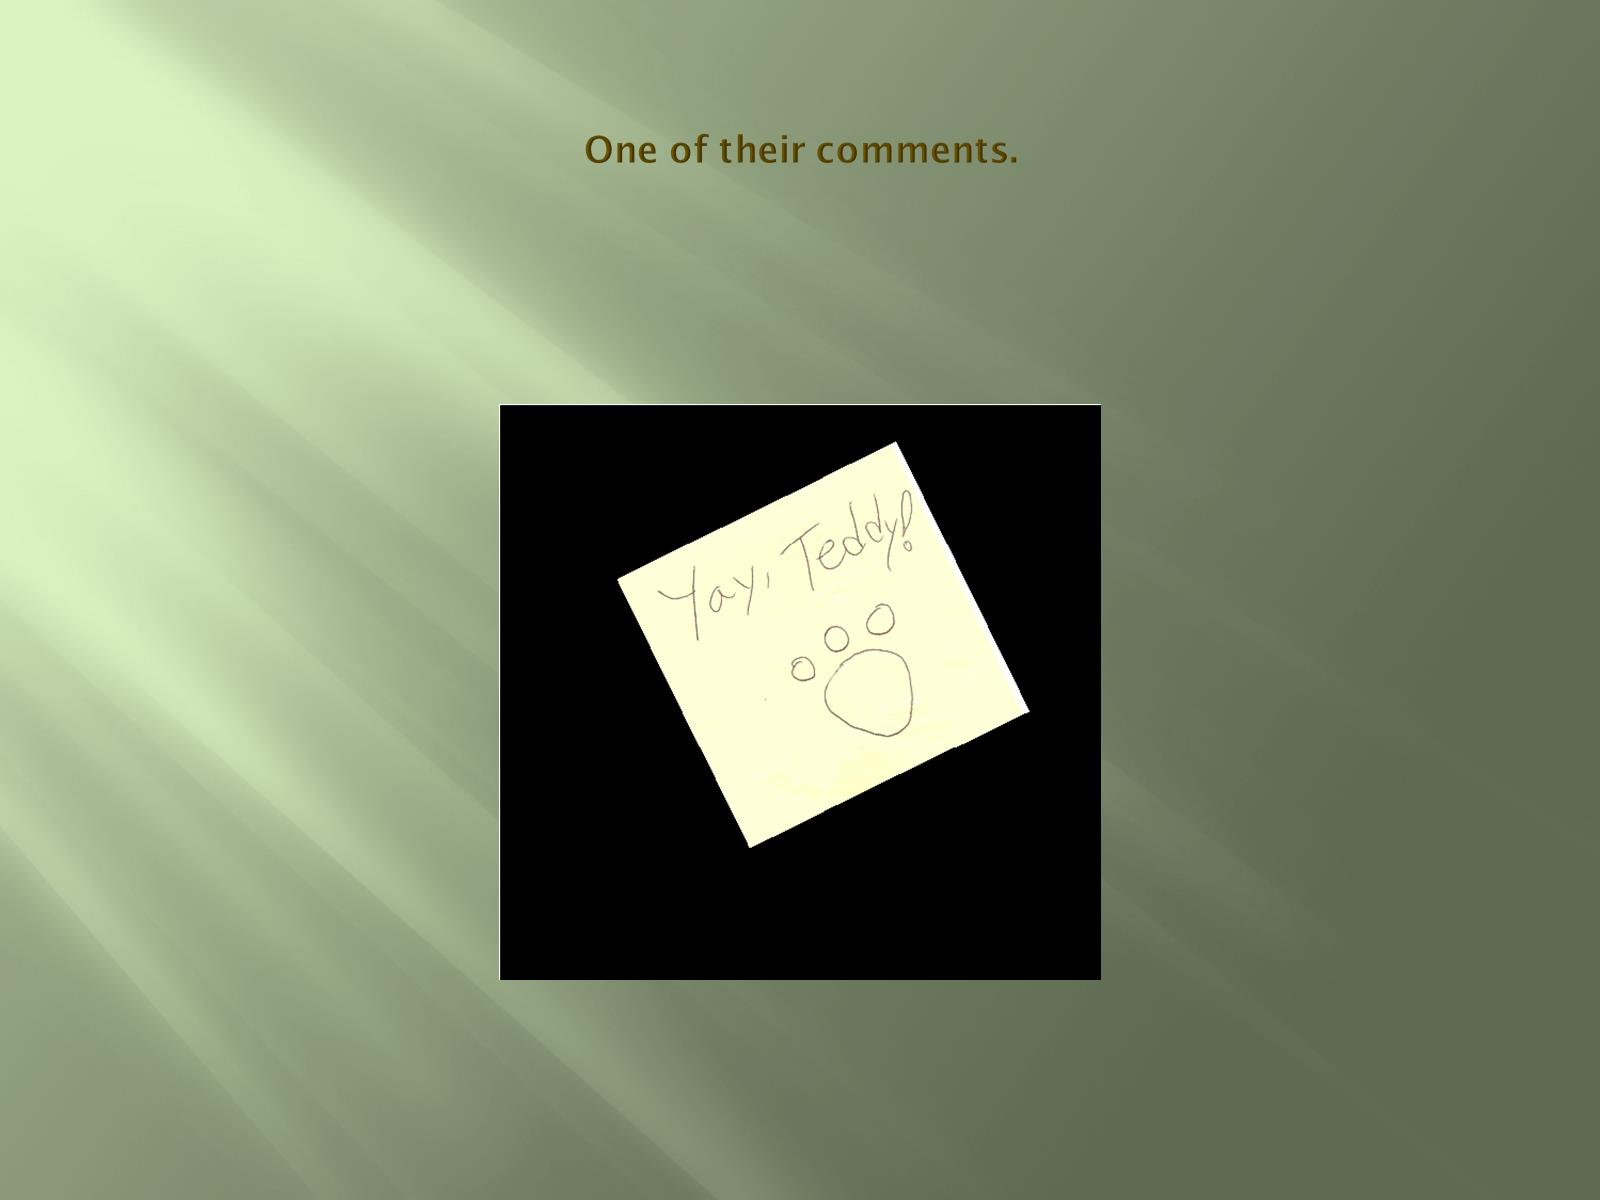 One of their comments.
Yay, Teddy!